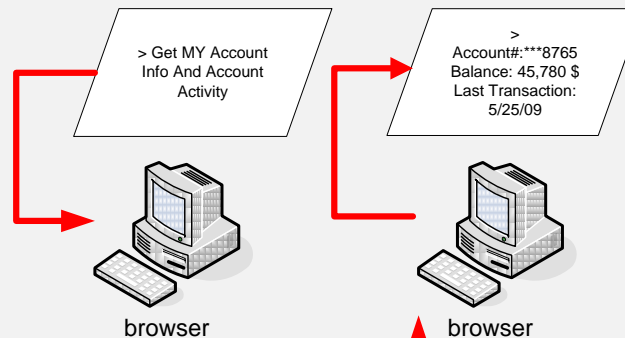 > Get MY Account
Info And Account
Activity
>
Account#:***8765
Balance: 45,780 $
Last Transaction:
5/25/09
browser
browser